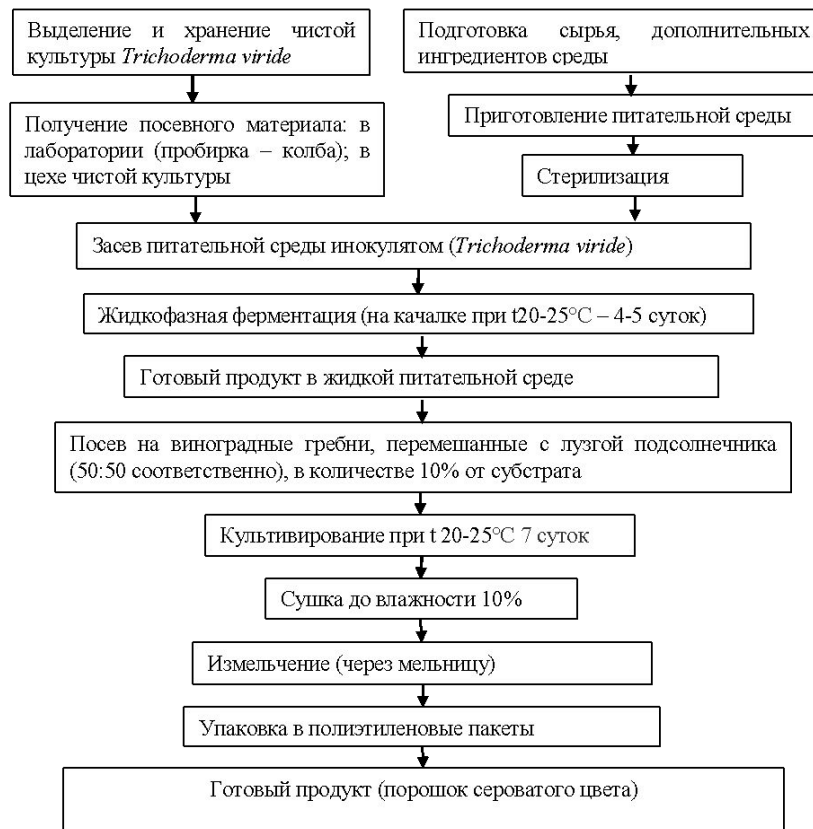 Выделение и хранение чистой
культуры Trichoderma viride
Подготовка сырья, дополнительных
ингредиентов среды
Получение посевного материала: в
лаборатории (пробирка – колба); в
цехе чистой культуры
Приготовление питательной среды
Стерилизация
Засев питательной среды инокулятом (Trichoderma viride)
Жидкофазная ферментация (на качалке при t20-25°C – 4-5 суток)
Готовый продукт в жидкой питательной среде
Посев на виноградные гребни, перемешанные с лузгой подсолнечника
(50:50 соответственно), в количестве 10% от субстрата
Культивирование при t 20-25°C 7 суток
Сушка до влажности 10%
Измельчение (через мельницу)
Упаковка в полиэтиленовые пакеты
Готовый продукт (порошок сероватого цвета)